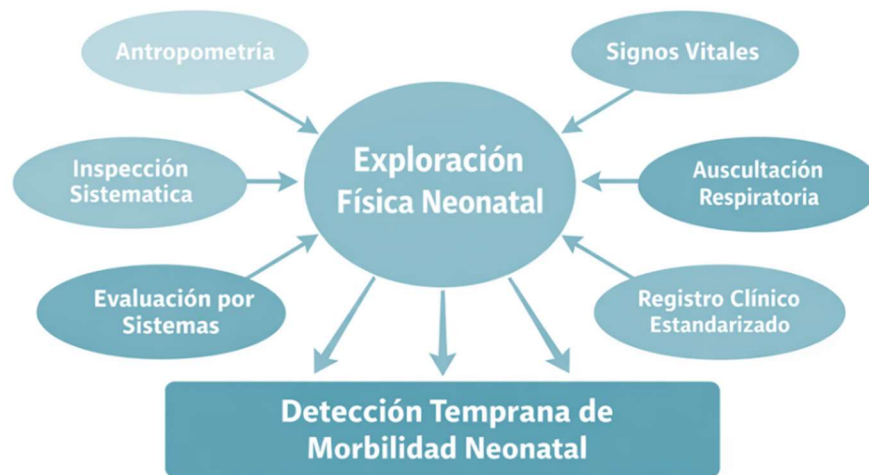 Antropometría
Signos Vitales
Exploración
Física Neonatal
Inspección
Sistematica
Auscultación
Respiratoria
Evaluación por
Sistemas
Registro Clínico
Estandarizado
Detección Temprana de
Morbilidad Neonatal